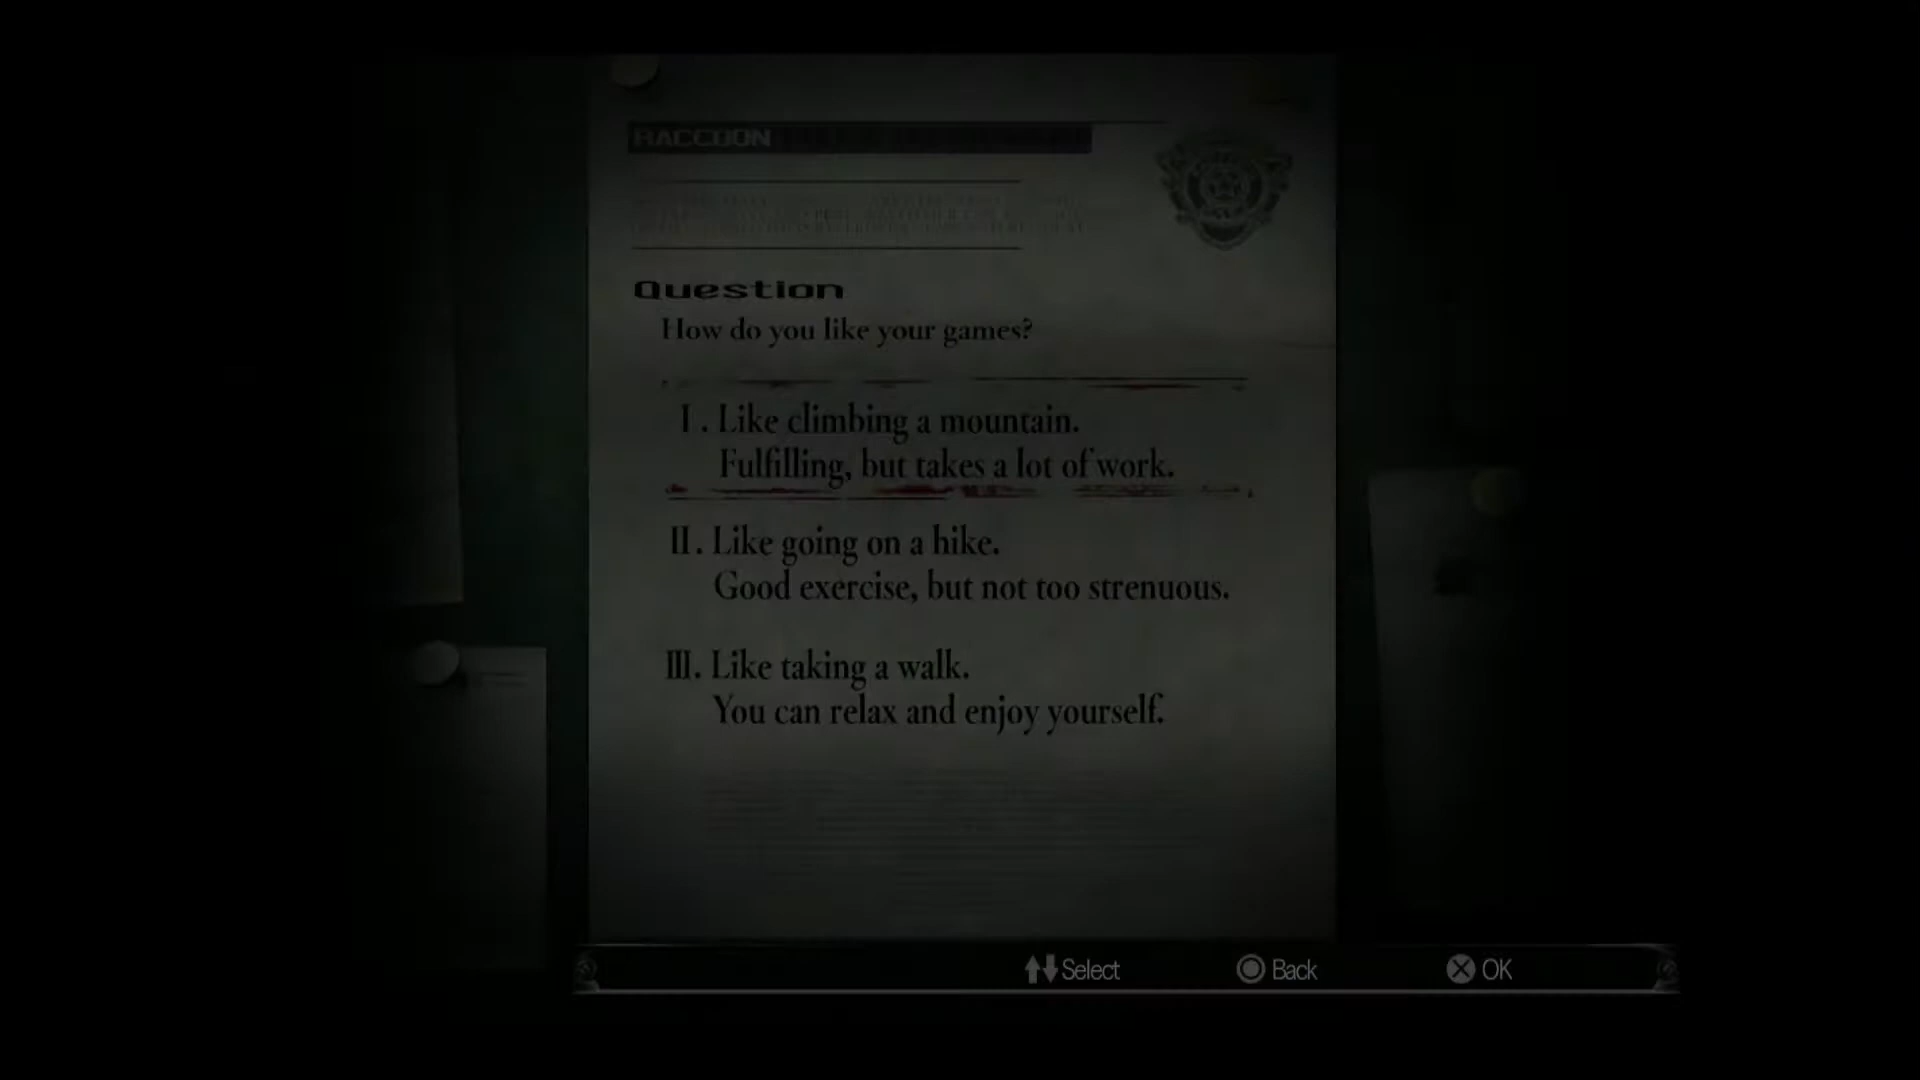 RACCOON
Question
How do you like your games?
I. Like climbing a mountain.
Fulfilling, but takes a lot of work.
II. Like going on a hike.
Good exercise, but not too strenuous.
III. Like taking a walk.
You can relax and enjoy yourself.
Select Back OK